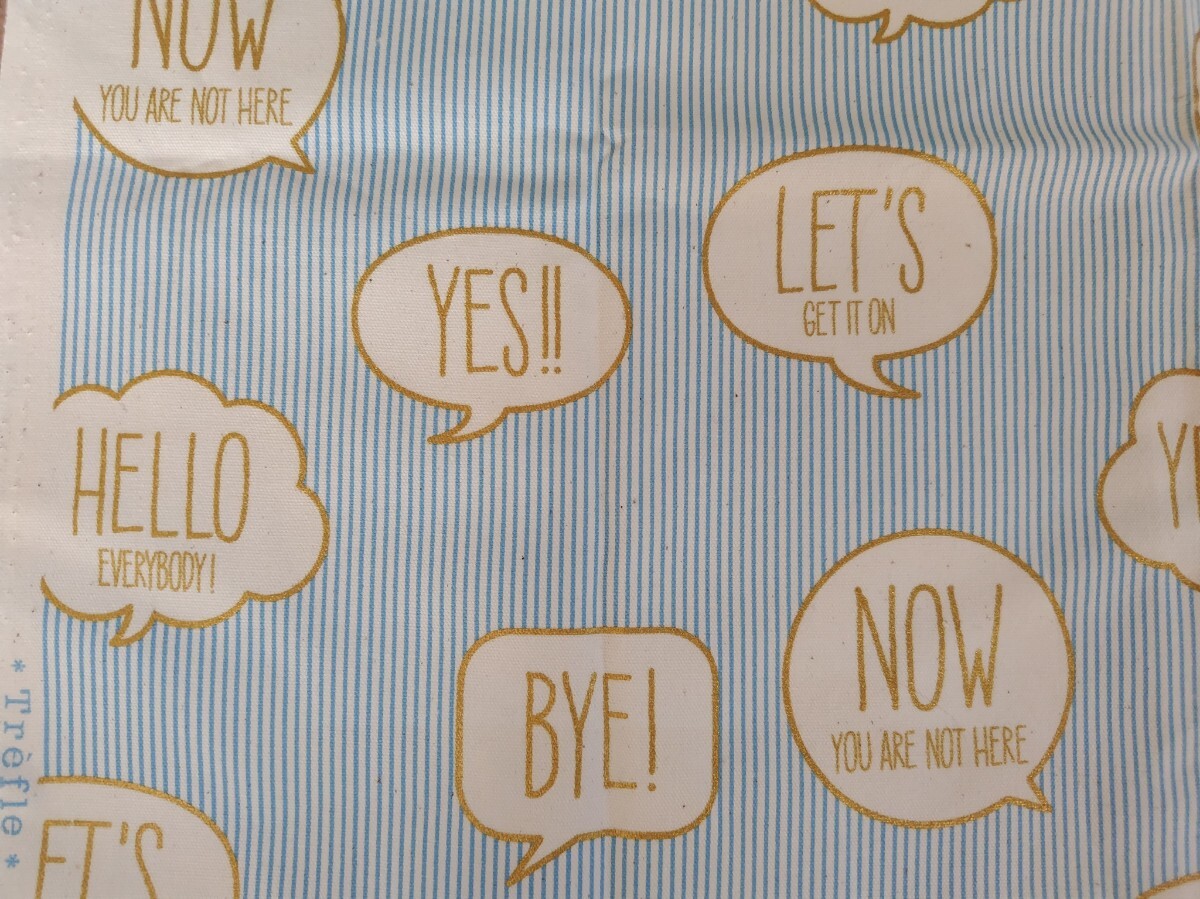 NOW
YOU ARE NOT HERE
YES!!
LET'S
GET IT ON
HELLO
EVERYBODY!
BYE!
NOW
YOU ARE NOT HERE
ET'S
* Trèfle *